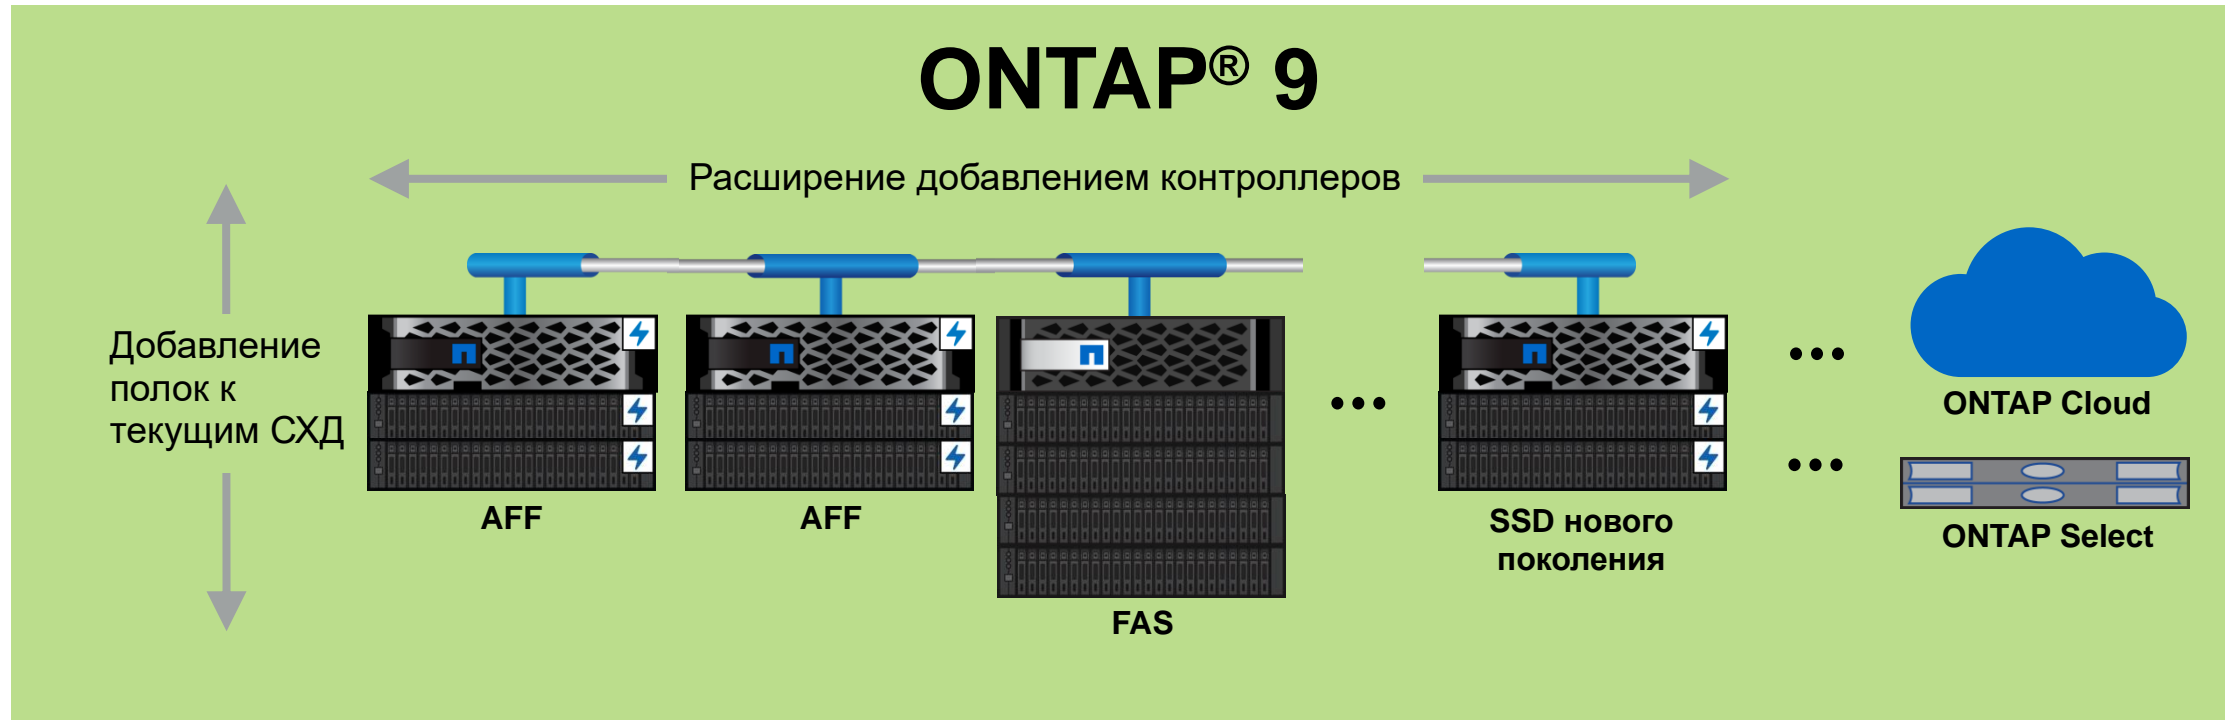 ONTAP® 9
Расширение добавлением контроллеров
Добавление
полок к
текущим СХД
AFF
AFF
FAS
SSD нового
поколения
ONTAP Cloud
ONTAP Select